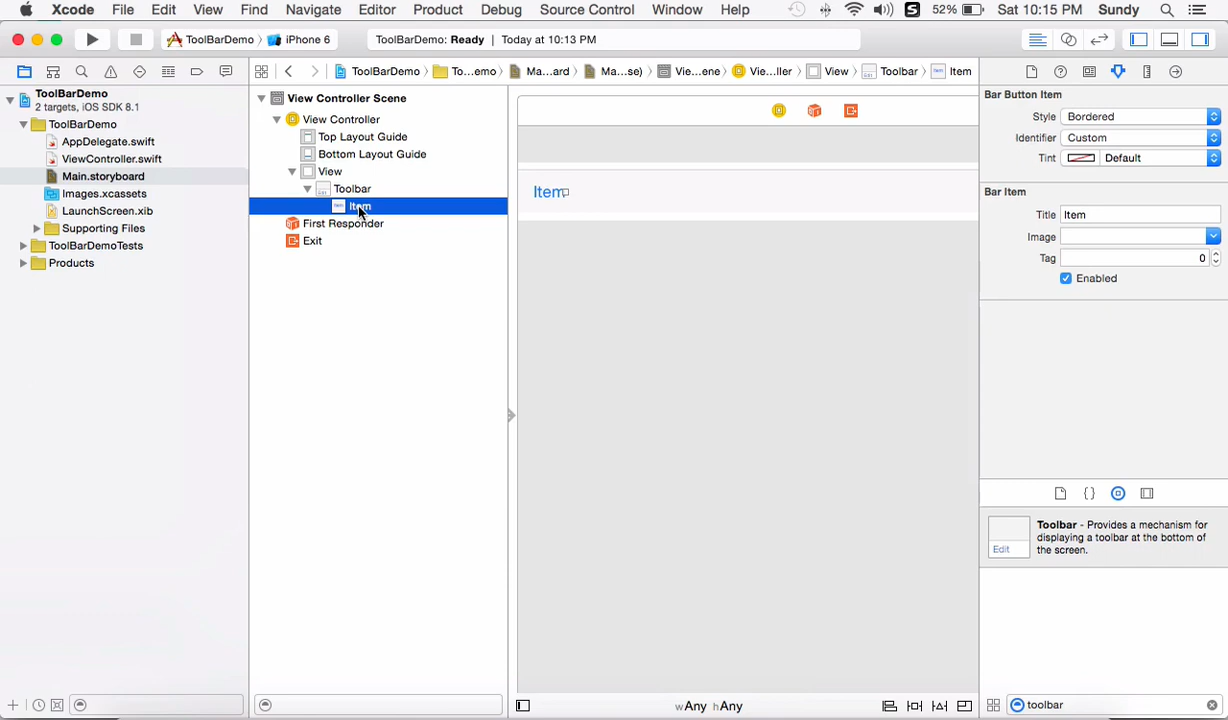 Xcode File Edit View Find Navigate Editor Product Debug Source Control Window Help 52% Sat 10:15 PM Sundy
ToolBarDemo iPhone 6 ToolBarDemo: Ready | Today at 10:13 PM
ToolBarDemo To...emo Ma...ard Ma...se) Vie...ene Vie...ller View Toolbar Item
ToolBarDemo
2 targets, iOS SDK 8.1
ToolBarDemo
AppDelegate.swift
ViewController.swift
Main.storyboard
Images.xcassets
LaunchScreen.xib
Supporting Files
ToolBarDemoTests
Products
View Controller Scene
View Controller
Top Layout Guide
Bottom Layout Guide
View
Toolbar
Item
First Responder
Exit
Item
Bar Button Item
Style Bordered
Identifier Custom
Tint Default
Bar Item
Title Item
Image
Tag 0
Enabled
Edit
Toolbar - Provides a mechanism for
displaying a toolbar at the bottom of
the screen.
wAny hAny
toolbar